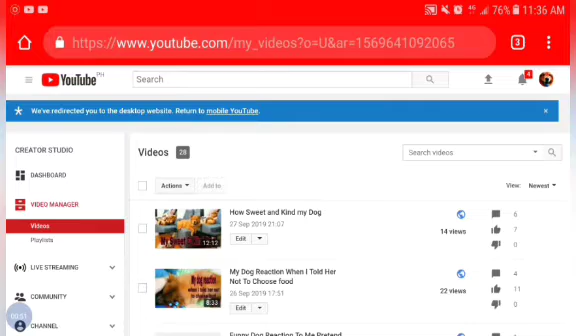 76% 11:36 AM
https://www.youtube.com/my_videos?o=U&ar=1569641092065
3
YouTube PH
Search
4
We've redirected you to the desktop website. Return to mobile YouTube.
×
CREATOR STUDIO
DASHBOARD
VIDEO MANAGER
Videos
Playlists
LIVE STREAMING
COMMUNITY
CHANNEL
Videos 28
Search videos
Actions
Add to
View: Newest
How Sweet and Kind my Dog
27 Sep 2019 21:07
Edit
12:12
14 views
6
7
0
My Dog Reaction When I Told Her
Not To Choose food
26 Sep 2019 17:51
Edit
8:33
22 views
4
11
0
Funny Dog Reaction To Me Pretend